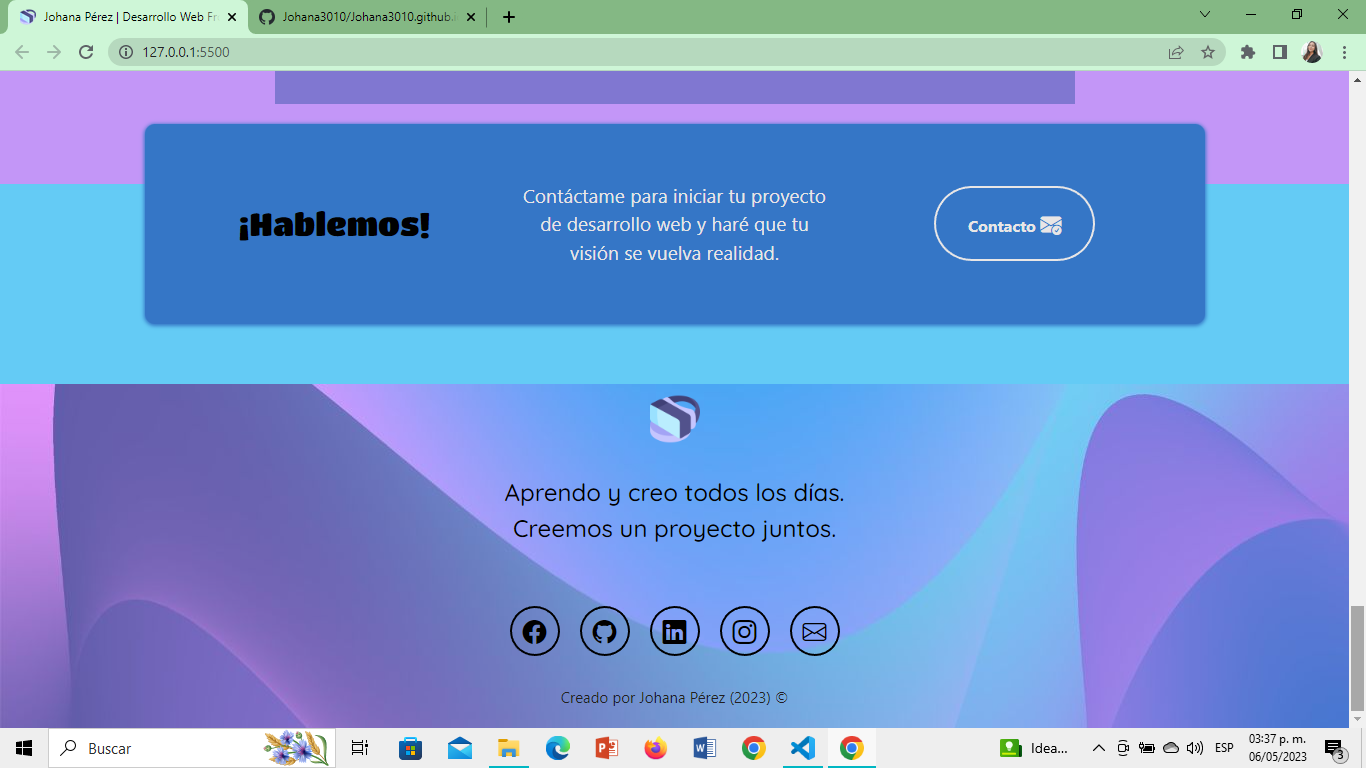 Johana Pérez | Desarrollo Web Fr
Johana3010/Johana3010.github.i
127.0.0.1:5500
¡Hablemos!
Contáctame para iniciar tu proyecto
de desarrollo web y haré que tu
visión se vuelva realidad.
Contacto
Aprendo y creo todos los días.
Creemos un proyecto juntos.
Creado por Johana Pérez (2023) ©
Buscar
Idea...
ESP
03:37 p. m.
06/05/2023
3